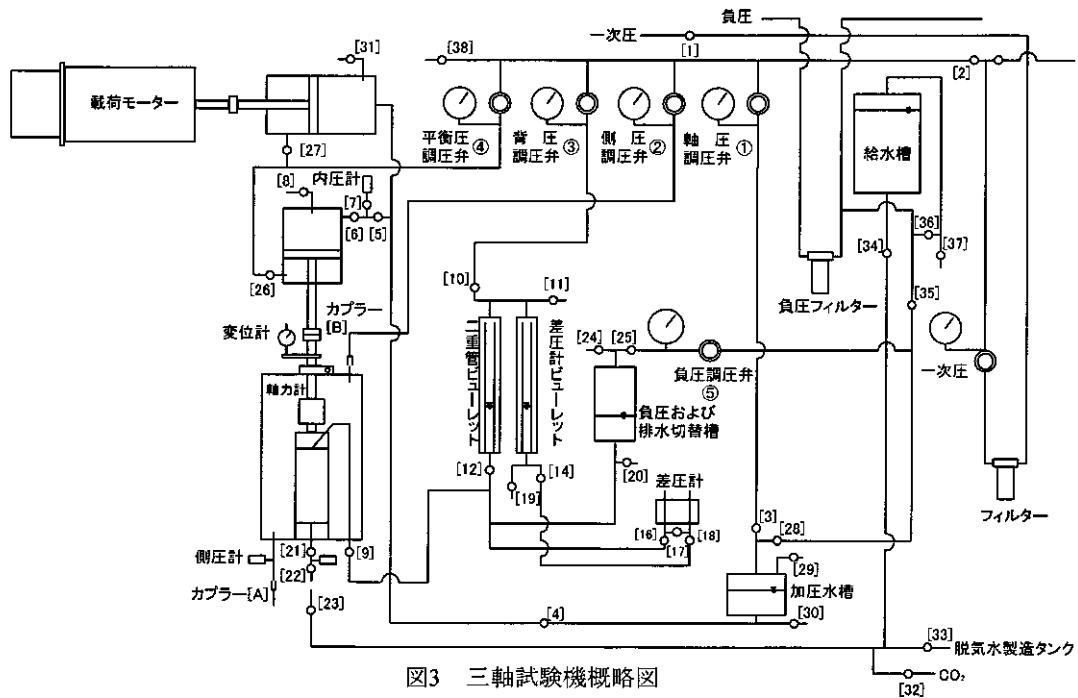 負圧
一次圧
[1]
[31]
[38]
[2]
載荷モーター
平衡圧
調圧弁④
背 圧
調圧弁③
側 圧
調圧弁②
軸 圧
調圧弁①
給水槽
[27]
[8]
内圧計
[7]
[6]
[5]
[36]
[37]
[34]
[26]
[10]
[11]
負圧フィルター
[35]
カプラー
[B]
変位計
二重管ビューレット
差圧計ビューレット
[24]
[25]
負圧調圧弁
⑤
一次圧
軸力計
負圧および
排水切替槽
[12]
[14]
[19]
[20]
差圧計
フィルター
[16]
[17]
[18]
[3]
[28]
[21]
[9]
側圧計
[22]
[29]
加圧水槽
カプラー[A]
[23]
[4]
[30]
[33]
脱気水製造タンク
[32]
CO₂
図3 三軸試験機概略図